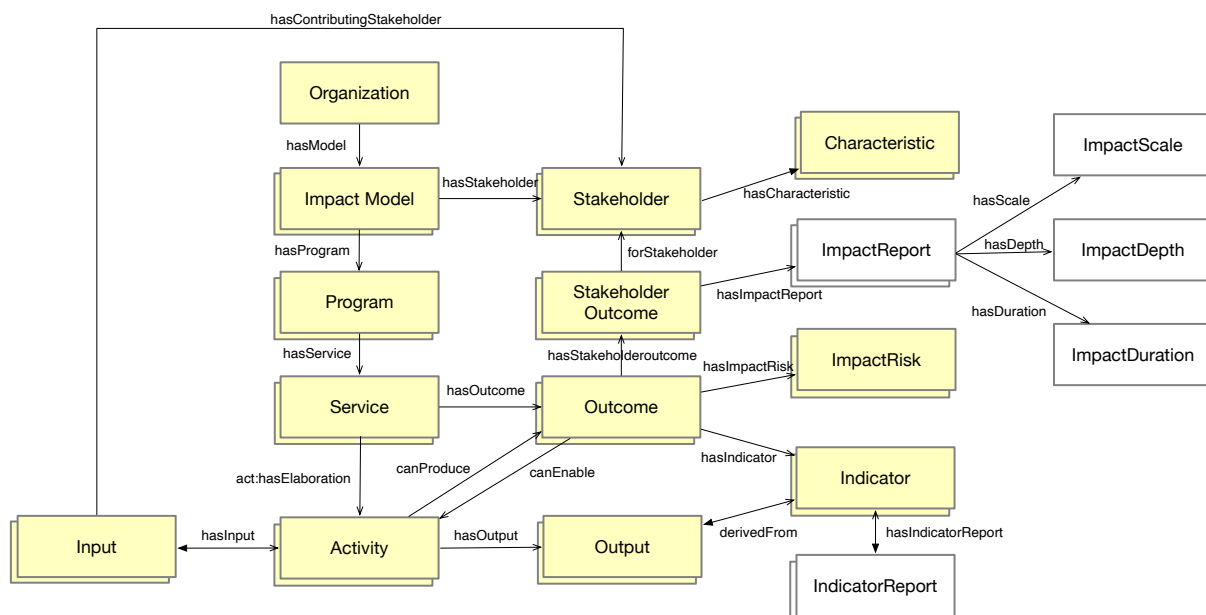 hasContributingStakeholder
Organization
hasModel
Characteristic
ImpactScale
Impact Model
hasStakeholder
Stakeholder
hasCharacteristic
hasScale
hasProgram
forStakeholder
ImpactReport
hasDepth
ImpactDepth
Program
Stakeholder
Outcome
hasImpactReport
hasDuration
hasService
hasStakeholderoutcome
hasImpactRisk
ImpactRisk
ImpactDuration
Service
hasOutcome
Outcome
act:hasElaboration
canProduce
canEnable
hasIndicator
Indicator
Input
hasInput
Activity
hasOutput
Output
derivedFrom
hasIndicatorReport
IndicatorReport